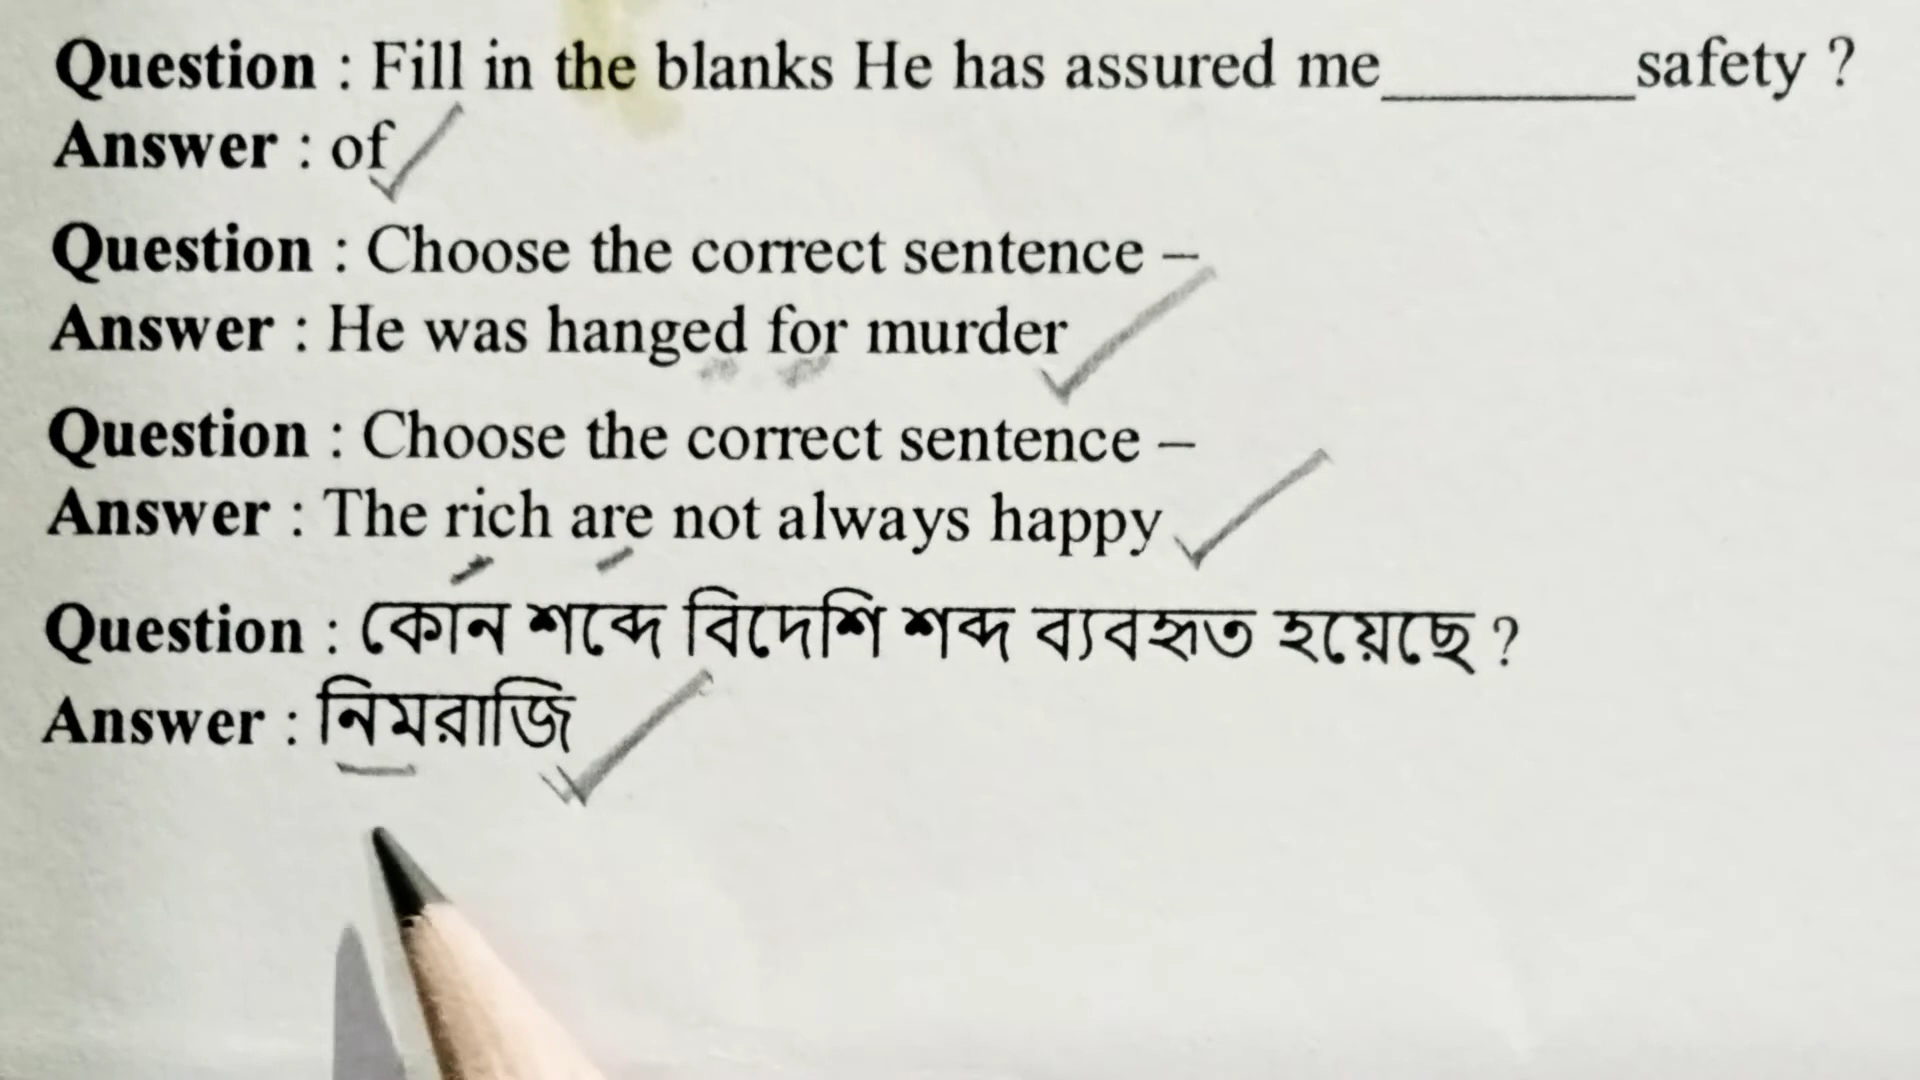 Question : Fill in the blanks He has assured me________safety ?
Answer : of
Question : Choose the correct sentence –
Answer : He was hanged for murder
Question : Choose the correct sentence –
Answer : The rich are not always happy
Question : কোন শব্দে বিদেশি শব্দ ব্যবহৃত হয়েছে ?
Answer : নিমরাজি